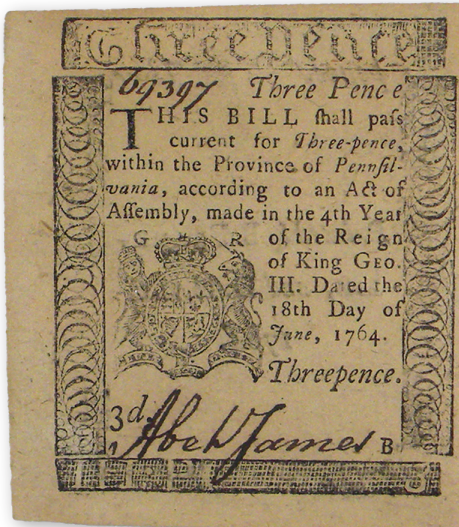 Three Pence
69397 Three Pence
THIS BILL ſhall paſs
current for Three-pence,
within the Province of Pennſil-
vania, according to an Act of
Aſſembly, made in the 4th Year
G R of the Reign
of King GEO.
III. Dated the
18th Day of
June, 1764.
Threepence.
3d. Abel James B